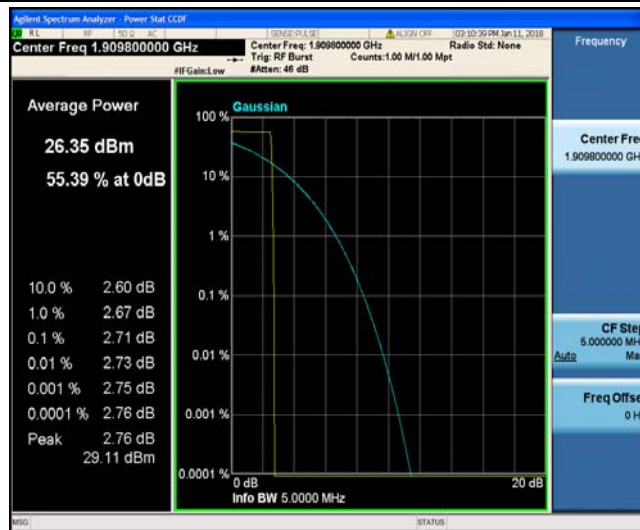 Agilent Spectrum Analyzer - Power Stat CCDF
RL RF 50 Ω AC SENSE:PULSE ALIGN OFF 03:10:39 PM Jan 11, 2018
Center Freq 1.909800000 GHz
Center Freq: 1.909800000 GHz Radio Std: None
Trig: RF Burst Counts:1.00 M/1.00 Mpt
#IFGain:Low #Atten: 46 dB
Frequency
Average Power
26.35 dBm
55.39 % at 0dB
10.0 % 2.60 dB
1.0 % 2.67 dB
0.1 % 2.71 dB
0.01 % 2.73 dB
0.001 % 2.75 dB
0.0001 % 2.76 dB
Peak 2.76 dB
29.11 dBm
Gaussian
100 %
10 %
1 %
0.1 %
0.01 %
0.001 %
0.0001 %
0 dB 20 dB
Info BW 5.0000 MHz
Center Fre
1.909800000 GH
CF Step
5.000000 MH
Auto Ma
Freq Offse
0 H
MSG STATUS